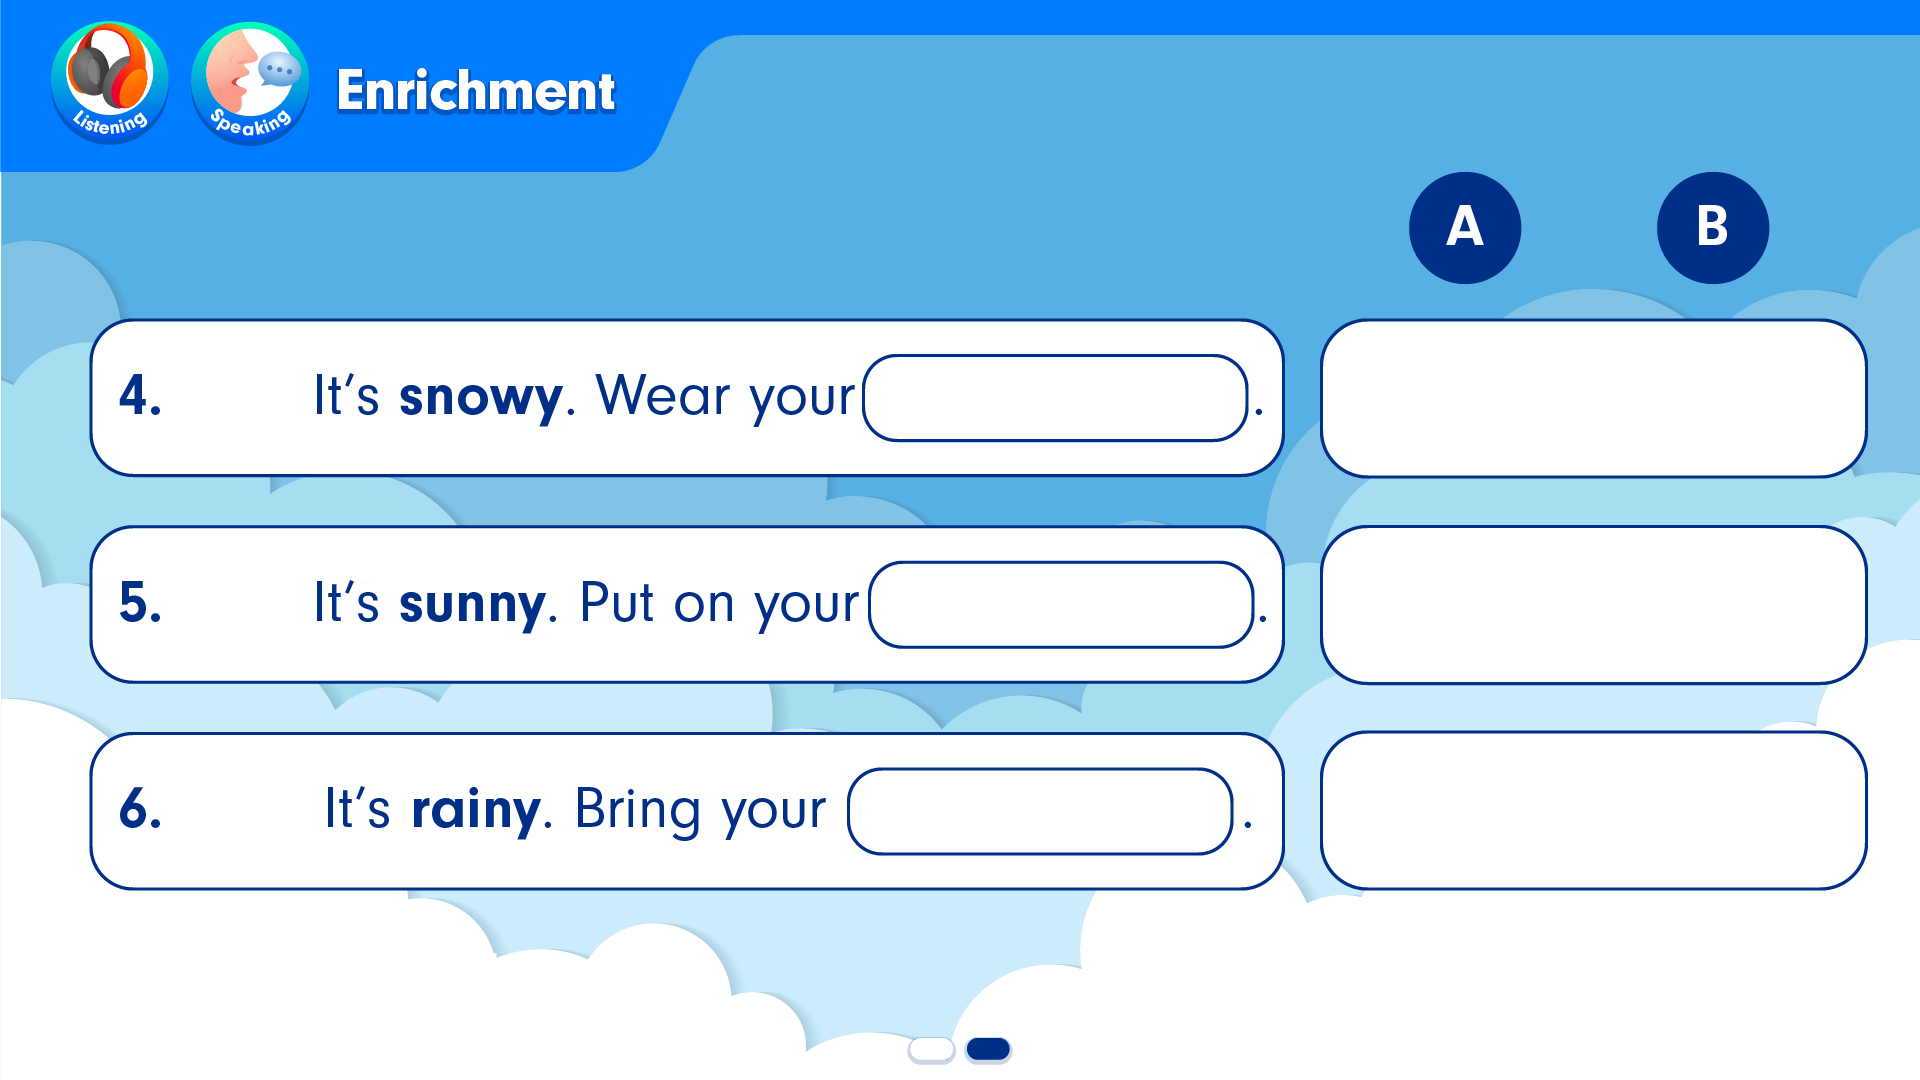 Listening
Speaking
Enrichment
A
B
4. It's snowy. Wear your .
5. It's sunny. Put on your .
6. It's rainy. Bring your .